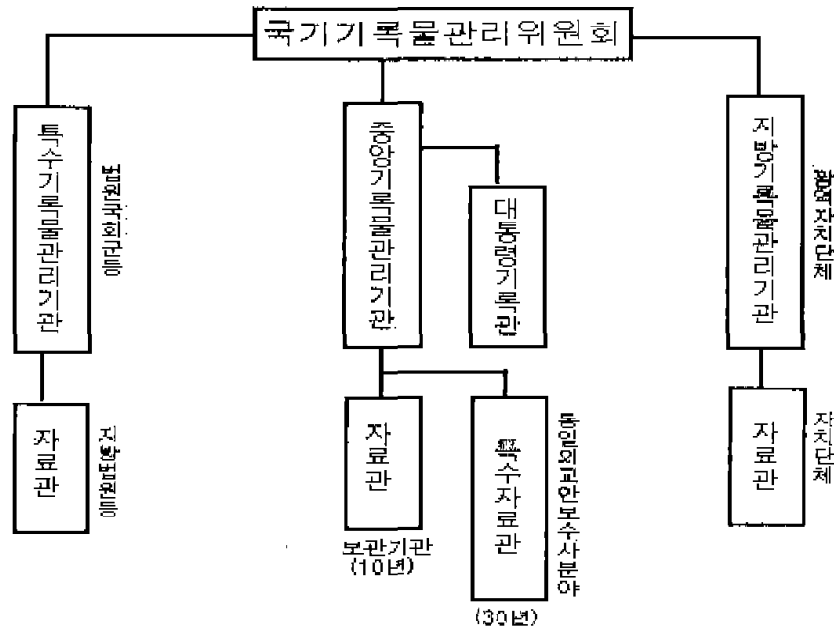 국기기록물관리위원회
특수기록물관리기관
법원국회군등
중앙기록물관리기관
대통령기록관
지방기록물관리기관
광역자치단체
자료관
지방법원등
자료관
보관기관
(10년)
특수자료관
통일외교안보수사분야
(30년)
자료관
자치단체